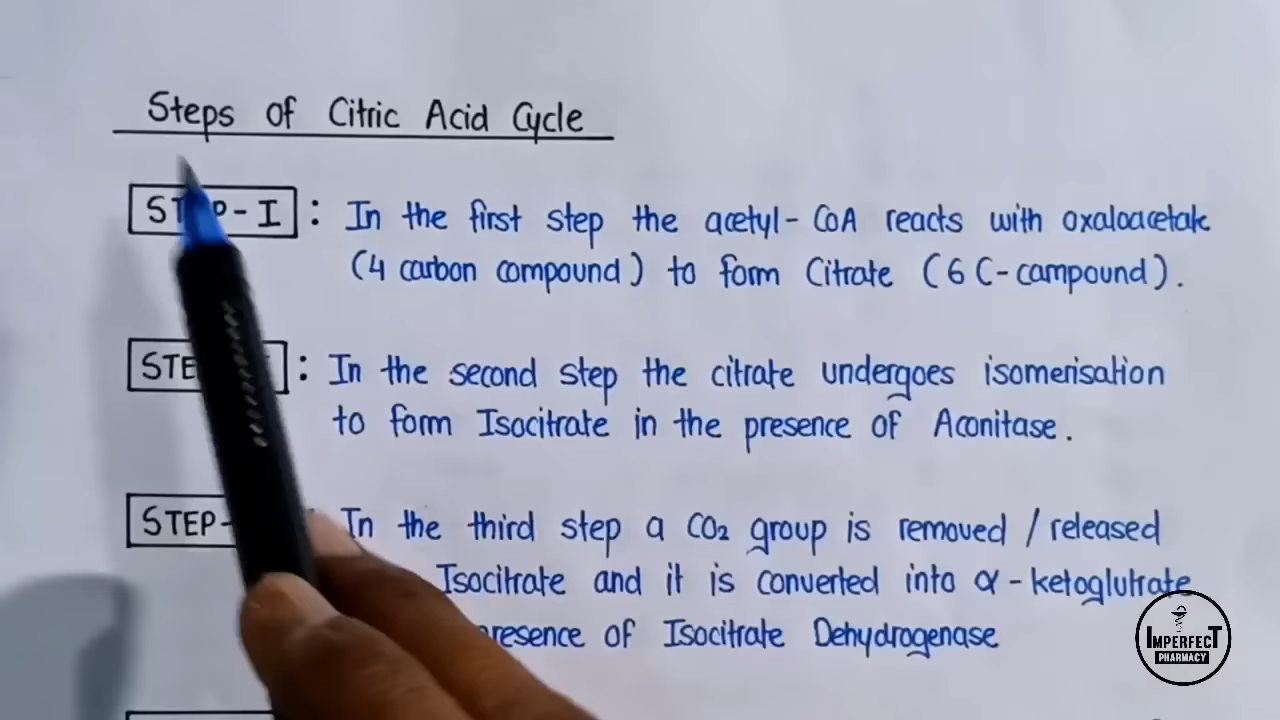 Steps of Citric Acid Cycle
In the first step the acetyl-CoA reacts with oxaloacetate
(4 carbon compound) to form Citrate (6 C-campound).
: In the second step the citrate undergoes isomerisation
to form Isocitrate in the presence of Aconitase.
STEP- In the third step a CO₂ group is removed / released
Isocitrate and it is converted into α-ketoglutrate
of Isocitrate Dehydrogenase
IMPERFECT
PHARMACY